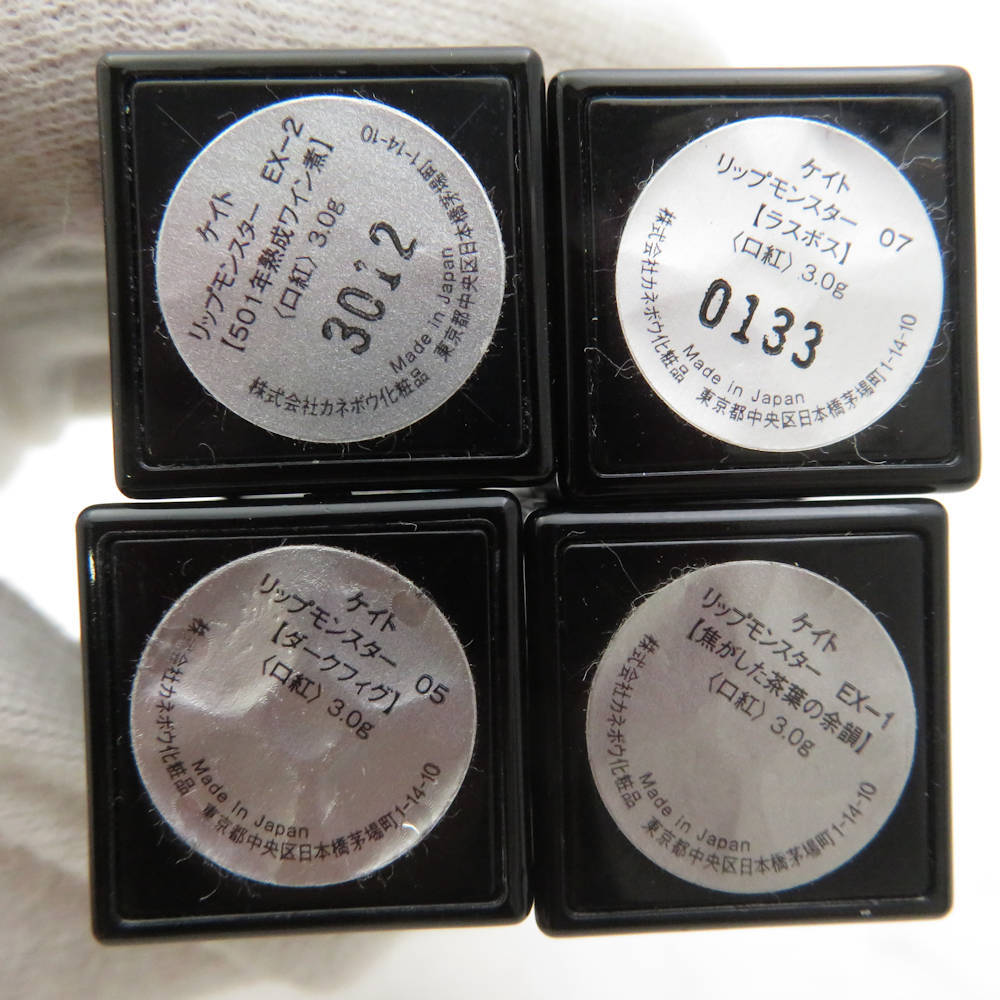 ケイト
リップモンスター EX-2
【501年熟成ワイン煮】
〈口紅〉3.0g
3012
Made in Japan
株式会社カネボウ化粧品 東京都中央区日本橋茅場町1-14-10
ケイト
リップモンスター 07
【ラスボス】
〈口紅〉3.0g
0133
Made in Japan
株式会社カネボウ化粧品 東京都中央区日本橋茅場町1-14-10
ケイト
リップモンスター 05
【ダークフィグ】
〈口紅〉3.0g
Made in Japan
株式会社カネボウ化粧品 東京都中央区日本橋茅場町1-14-10
ケイト
リップモンスター EX-1
【焦がした茶葉の余韻】
〈口紅〉3.0g
Made in Japan
株式会社カネボウ化粧品 東京都中央区日本橋茅場町1-14-10